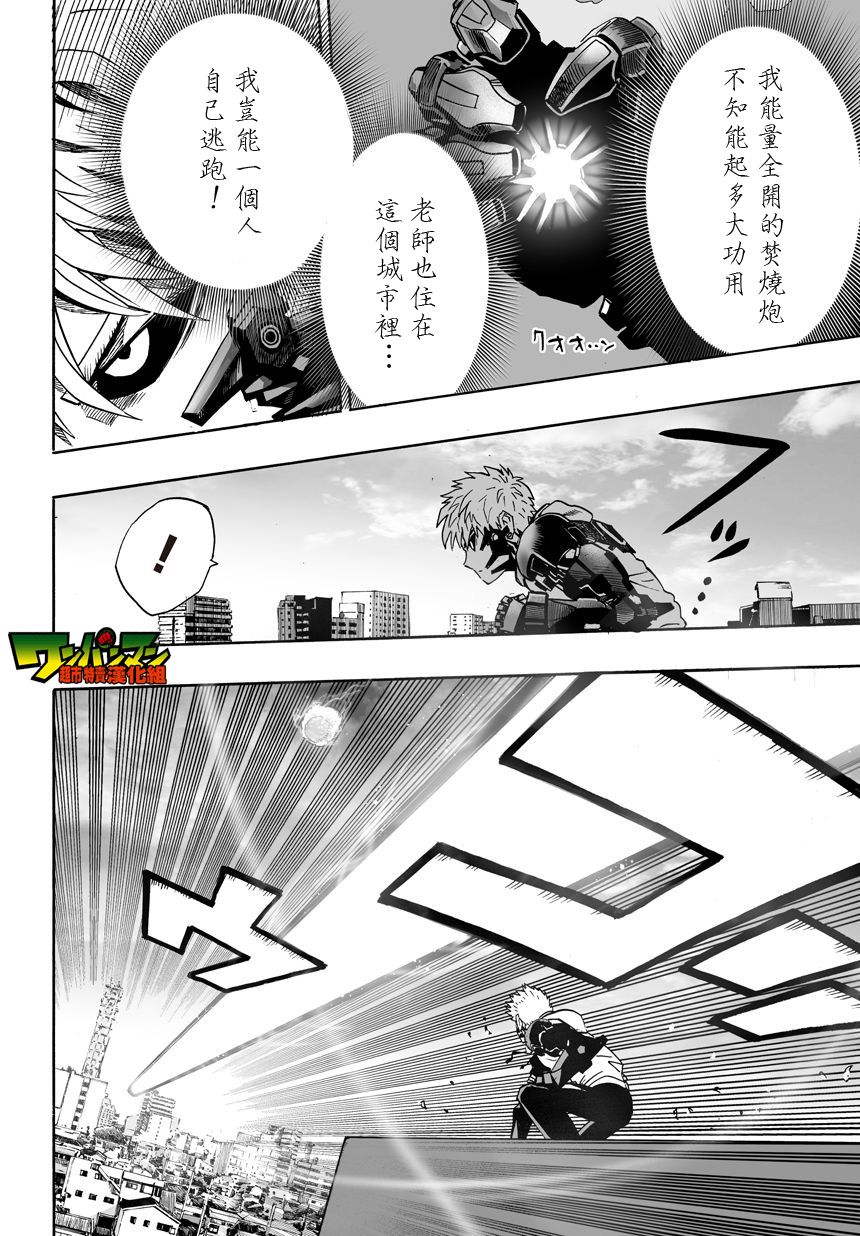 我能量全開的焚燒炮
不知能起多大功用
老師也住在
這個城市裡…
我豈能一個人
自己逃跑！
クオオ…ン
！
ワンパンマン
超市特賣漢化組